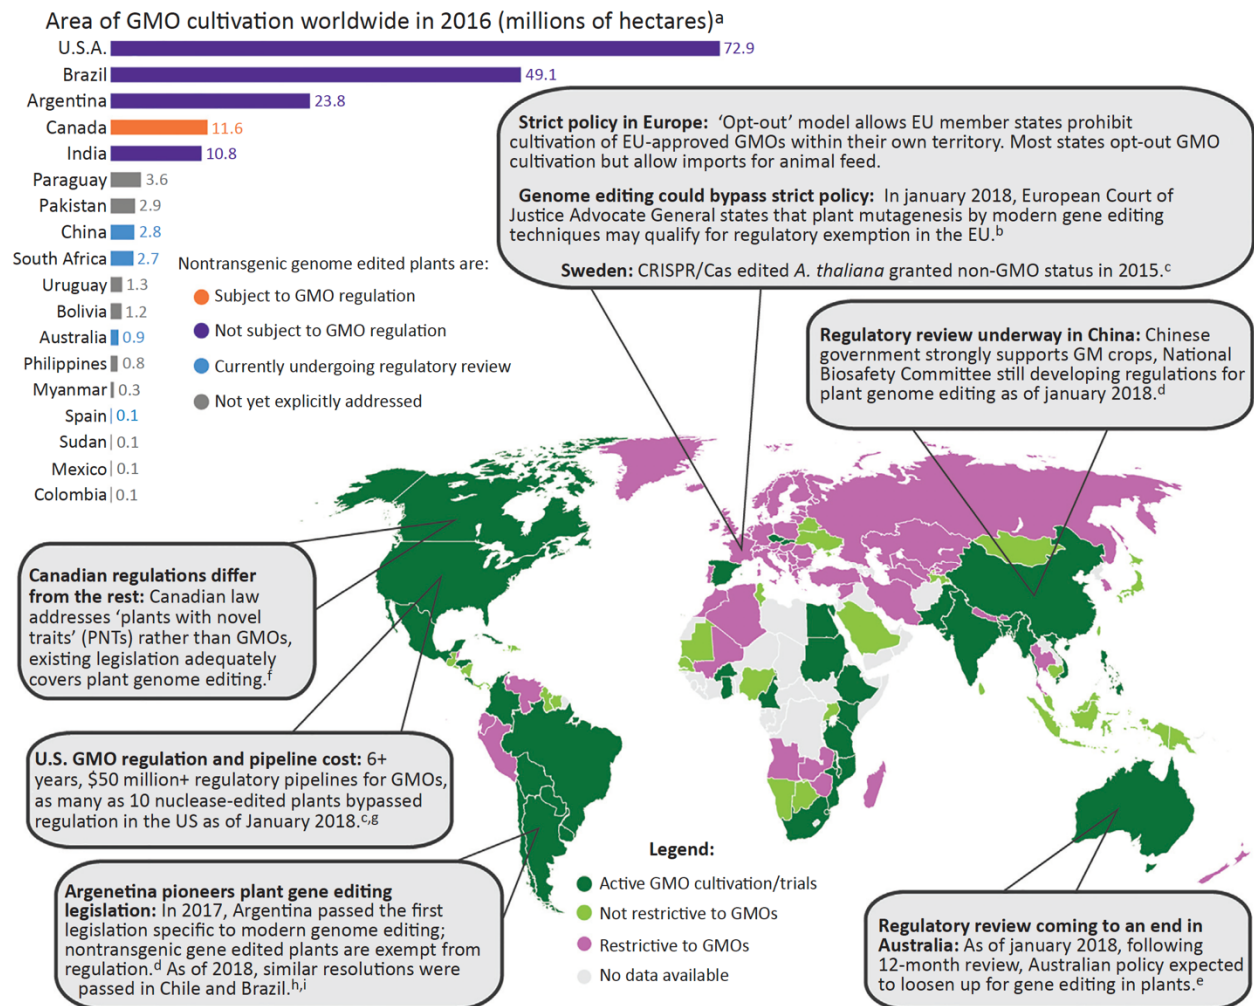 Area of GMO cultivation worldwide in 2016 (millions of hectares)a
U.S.A. 72.9
Brazil 49.1
Argentina 23.8
Canada 11.6
India 10.8
Paraguay 3.6
Pakistan 2.9
China 2.8
South Africa 2.7
Uruguay 1.3
Bolivia 1.2
Australia 0.9
Philippines 0.8
Myanmar 0.3
Spain 0.1
Sudan 0.1
Mexico 0.1
Colombia 0.1
Nontransgenic genome edited plants are:
Subject to GMO regulation
Not subject to GMO regulation
Currently undergoing regulatory review
Not yet explicitly addressed
Strict policy in Europe: ‘Opt-out’ model allows EU member states prohibit
cultivation of EU-approved GMOs within their own territory. Most states opt-out GMO
cultivation but allow imports for animal feed.
Genome editing could bypass strict policy: In january 2018, European Court of
Justice Advocate General states that plant mutagenesis by modern gene editing
techniques may qualify for regulatory exemption in the EU.b
Sweden: CRISPR/Cas edited A. thaliana granted non-GMO status in 2015.c
Regulatory review underway in China: Chinese
government strongly supports GM crops, National
Biosafety Committee still developing regulations for
plant genome editing as of january 2018.d
Canadian regulations differ
from the rest: Canadian law
addresses ‘plants with novel
traits’ (PNTs) rather than GMOs,
existing legislation adequately
covers plant genome editing.f
U.S. GMO regulation and pipeline cost: 6+
years, $50 million+ regulatory pipelines for GMOs,
as many as 10 nuclease-edited plants bypassed
regulation in the US as of January 2018.c,g
Argenetina pioneers plant gene editing
legislation: In 2017, Argentina passed the first
legislation specific to modern genome editing;
nontransgenic gene edited plants are exempt from
regulation.d As of 2018, similar resolutions were
passed in Chile and Brazil.h,i
Legend:
Active GMO cultivation/trials
Not restrictive to GMOs
Restrictive to GMOs
No data available
Regulatory review coming to an end in
Australia: As of january 2018, following
12-month review, Australian policy expected
to loosen up for gene editing in plants.e